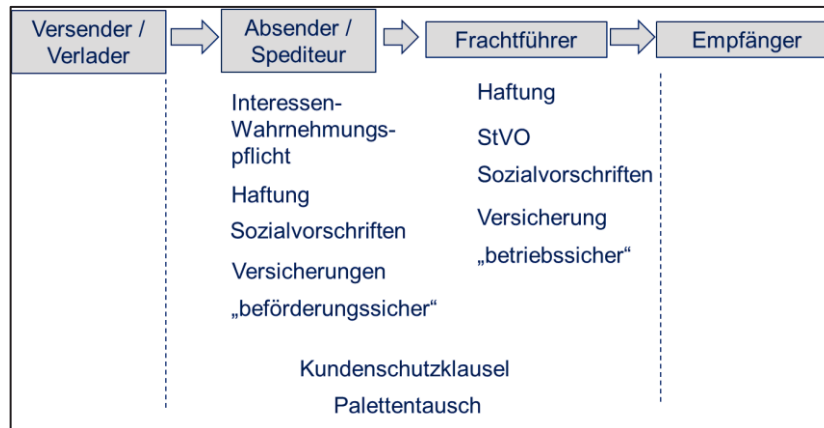 Versender /
Verlader
Absender /
Spediteur
Frachtführer
Empfänger
Interessen-
Wahrnehmungs-
pflicht
Haftung
Sozialvorschriften
Versicherungen
„beförderungssicher“
Haftung
StVO
Sozialvorschriften
Versicherung
„betriebssicher“
Kundenschutzklausel
Palettentausch